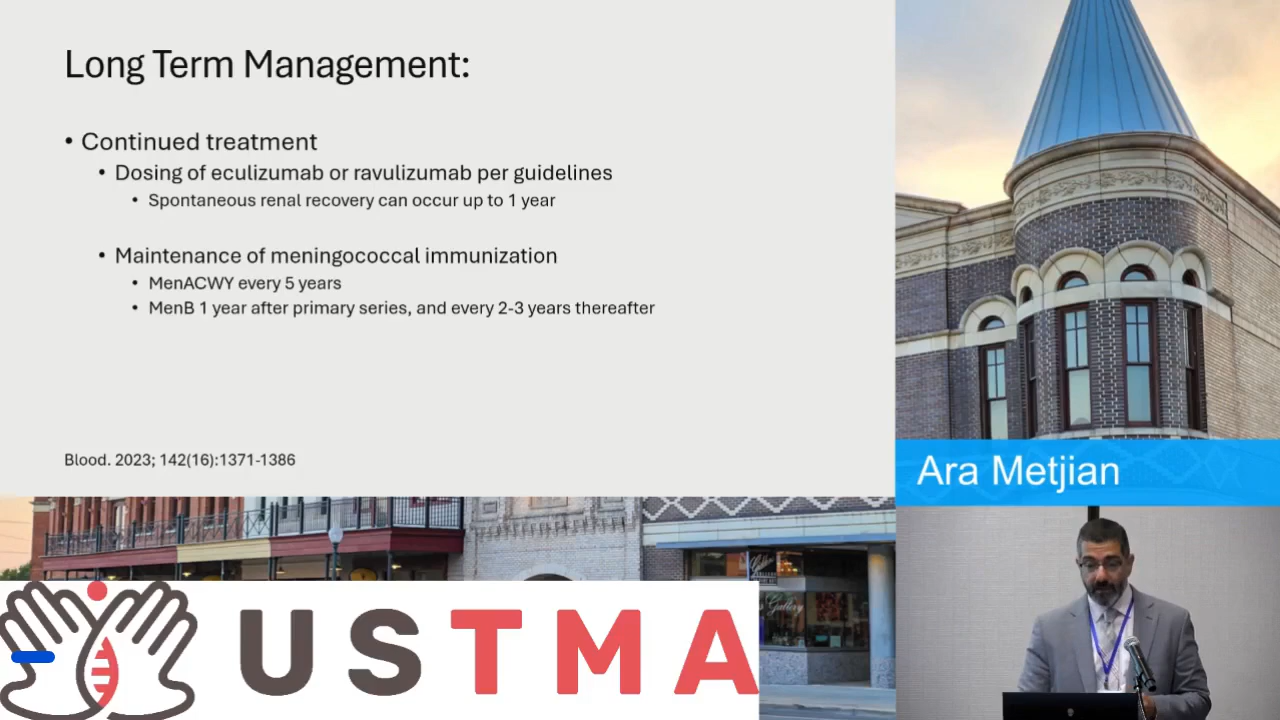 Long Term Management:
• Continued treatment
• Dosing of eculizumab or ravulizumab per guidelines
• Spontaneous renal recovery can occur up to 1 year
• Maintenance of meningococcal immunization
• MenACWY every 5 years
• MenB 1 year after primary series, and every 2-3 years thereafter
Blood. 2023; 142(16):1371-1386
Ara Metjian
USTMA
Gallery